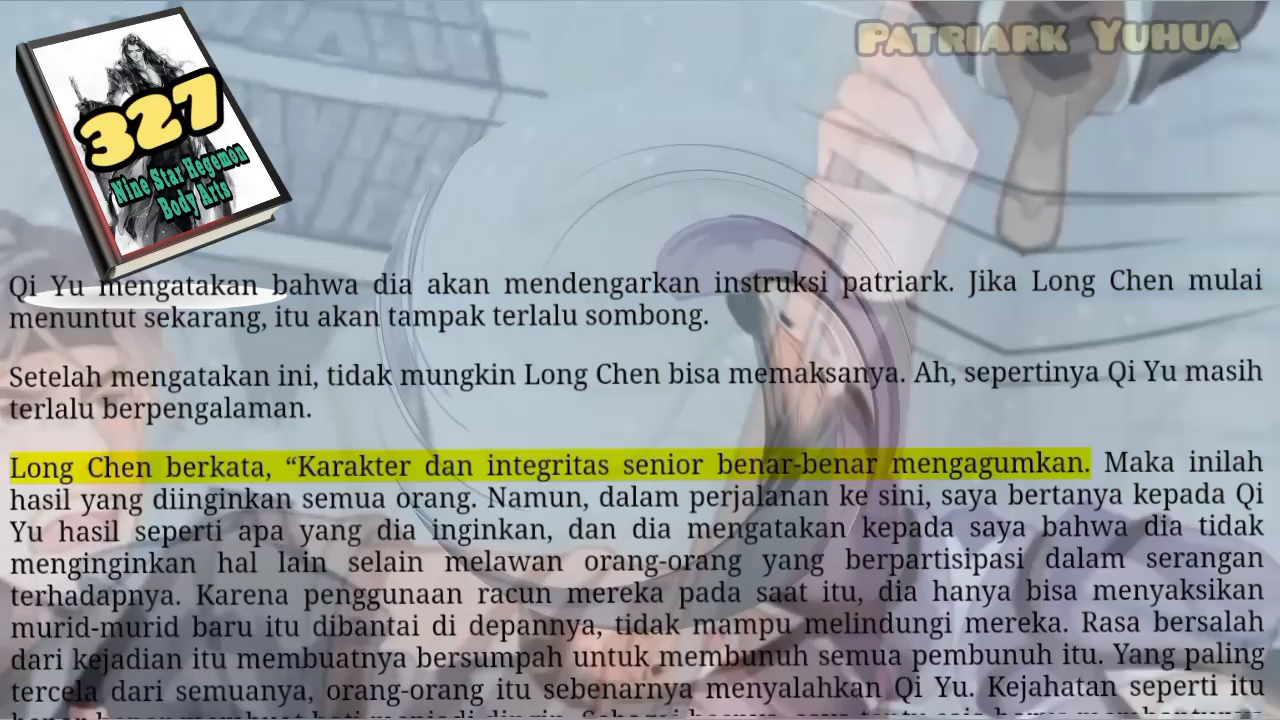 PATRIARK YUHUA
327
Nine Star Hegemon
Body Arts
Qi Yu mengatakan bahwa dia akan mendengarkan instruksi patriark. Jika Long Chen mulai
menuntut sekarang, itu akan tampak terlalu sombong.
Setelah mengatakan ini, tidak mungkin Long Chen bisa memaksanya. Ah, sepertinya Qi Yu masih
terlalu berpengalaman.
Long Chen berkata, “Karakter dan integritas senior benar-benar mengagumkan. Maka inilah
hasil yang diinginkan semua orang. Namun, dalam perjalanan ke sini, saya bertanya kepada Qi
Yu hasil seperti apa yang dia inginkan, dan dia mengatakan kepada saya bahwa dia tidak
menginginkan hal lain selain melawan orang-orang yang berpartisipasi dalam serangan
terhadapnya. Karena penggunaan racun mereka pada saat itu, dia hanya bisa menyaksikan
murid-murid baru itu dibantai di depannya, tidak mampu melindungi mereka. Rasa bersalah
dari kejadian itu membuatnya bersumpah untuk membunuh semua pembunuh itu. Yang paling
tercela dari semuanya, orang-orang itu sebenarnya menyalahkan Qi Yu. Kejahatan seperti itu